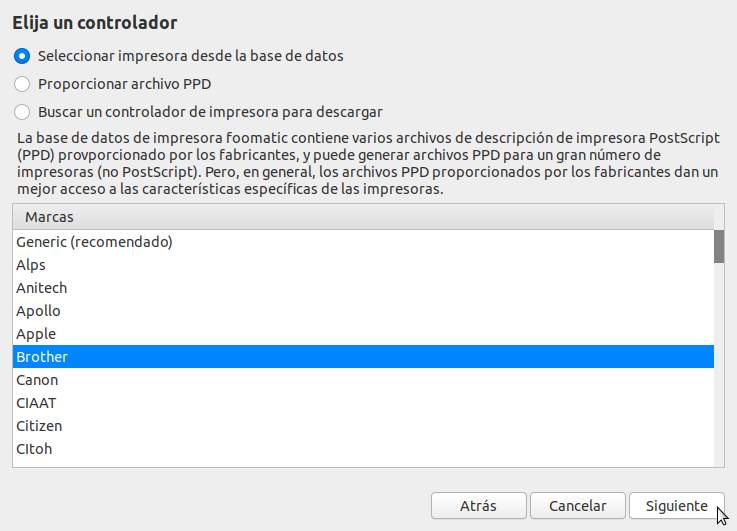 Elija un controlador
Seleccionar impresora desde la base de datos
Proporcionar archivo PPD
Buscar un controlador de impresora para descargar
La base de datos de impresora foomatic contiene varios archivos de descripción de impresora PostScript
(PPD) provporcionado por los fabricantes, y puede generar archivos PPD para un gran número de
impresoras (no PostScript). Pero, en general, los archivos PPD proporcionados por los fabricantes dan un
mejor acceso a las características específicas de las impresoras.
Marcas
Generic (recomendado)
Alps
Anitech
Apollo
Apple
Brother
Canon
CIAAT
Citizen
CItoh
Atrás
Cancelar
Siguiente